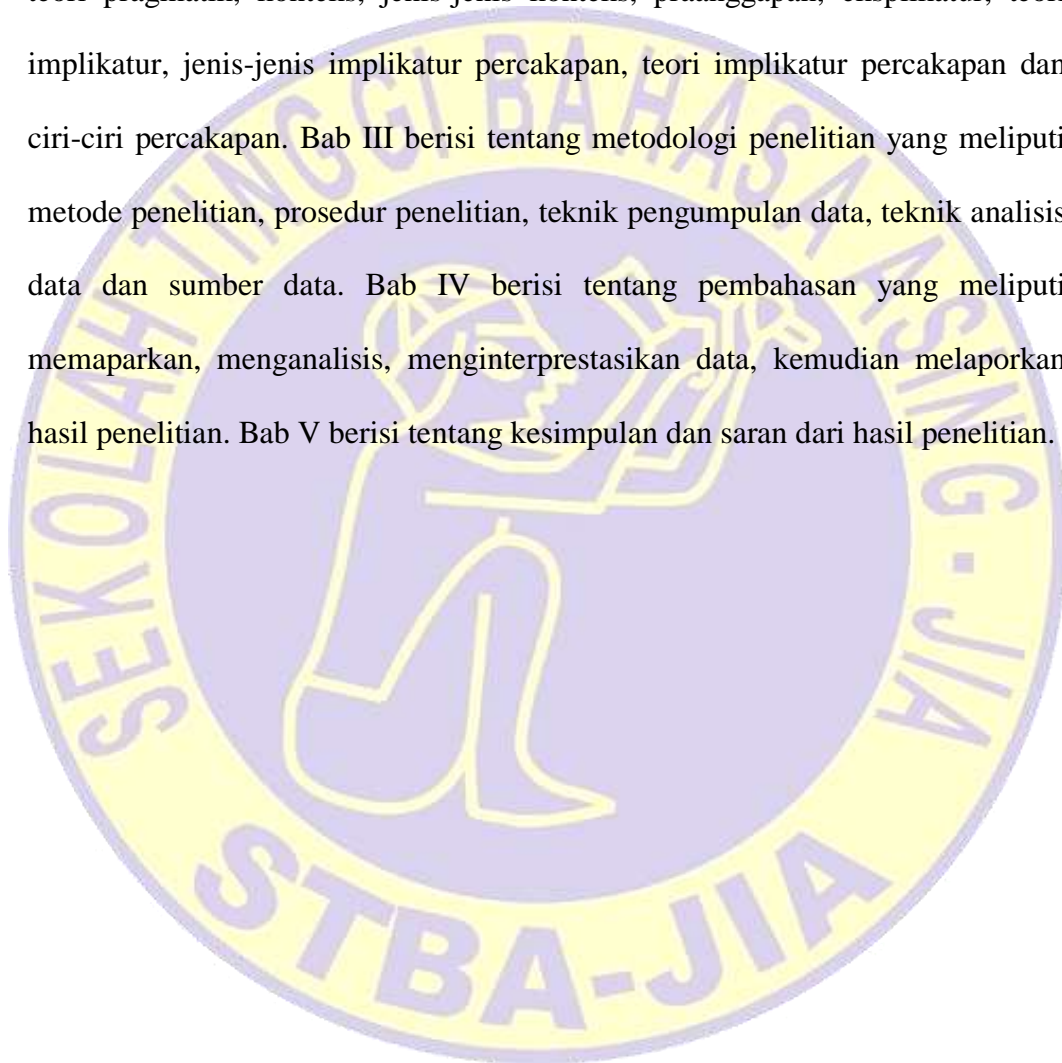 implikatur, jenis-jenis implikatur percakapan, teori implikatur percakapan dan
ciri-ciri percakapan. Bab III berisi tentang metodologi penelitian yang meliputi
metode penelitian, prosedur penelitian, teknik pengumpulan data, teknik analisis
data dan sumber data. Bab IV berisi tentang pembahasan yang meliputi
memaparkan, menganalisis, menginterprestasikan data, kemudian melaporkan
hasil penelitian. Bab V berisi tentang kesimpulan dan saran dari hasil penelitian.
SEKOLAH TINGGI BAHASA ASING - JIA
STBA-JIA